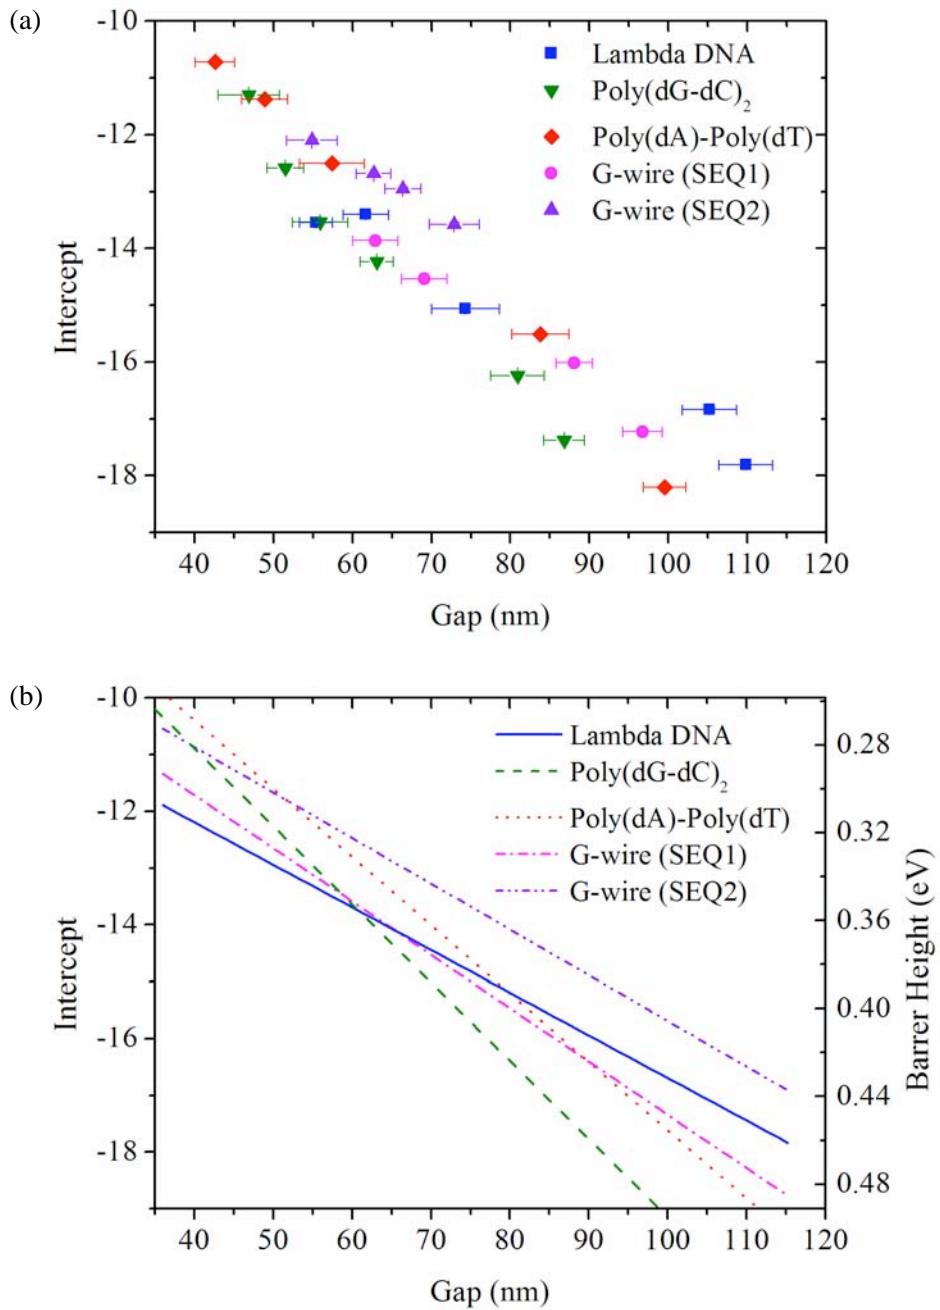 (a)
-10
-12
-14
-16
-18
Intercept
Lambda DNA
Poly(dG-dC)₂
Poly(dA)-Poly(dT)
G-wire (SEQ1)
G-wire (SEQ2)
40 50 60 70 80 90 100 110 120
Gap (nm)
(b)
-10
-12
-14
-16
-18
Intercept
Lambda DNA
Poly(dG-dC)₂
Poly(dA)-Poly(dT)
G-wire (SEQ1)
G-wire (SEQ2)
0.28
0.32
0.36
0.40
0.44
0.48
Barrer Height (eV)
40 50 60 70 80 90 100 110 120
Gap (nm)